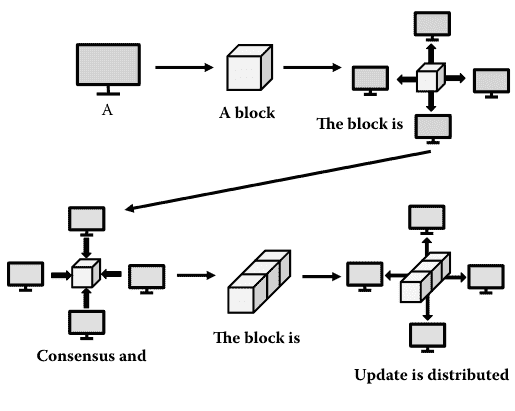 A
A block
The block is
Consensus and
The block is
Update is distributed